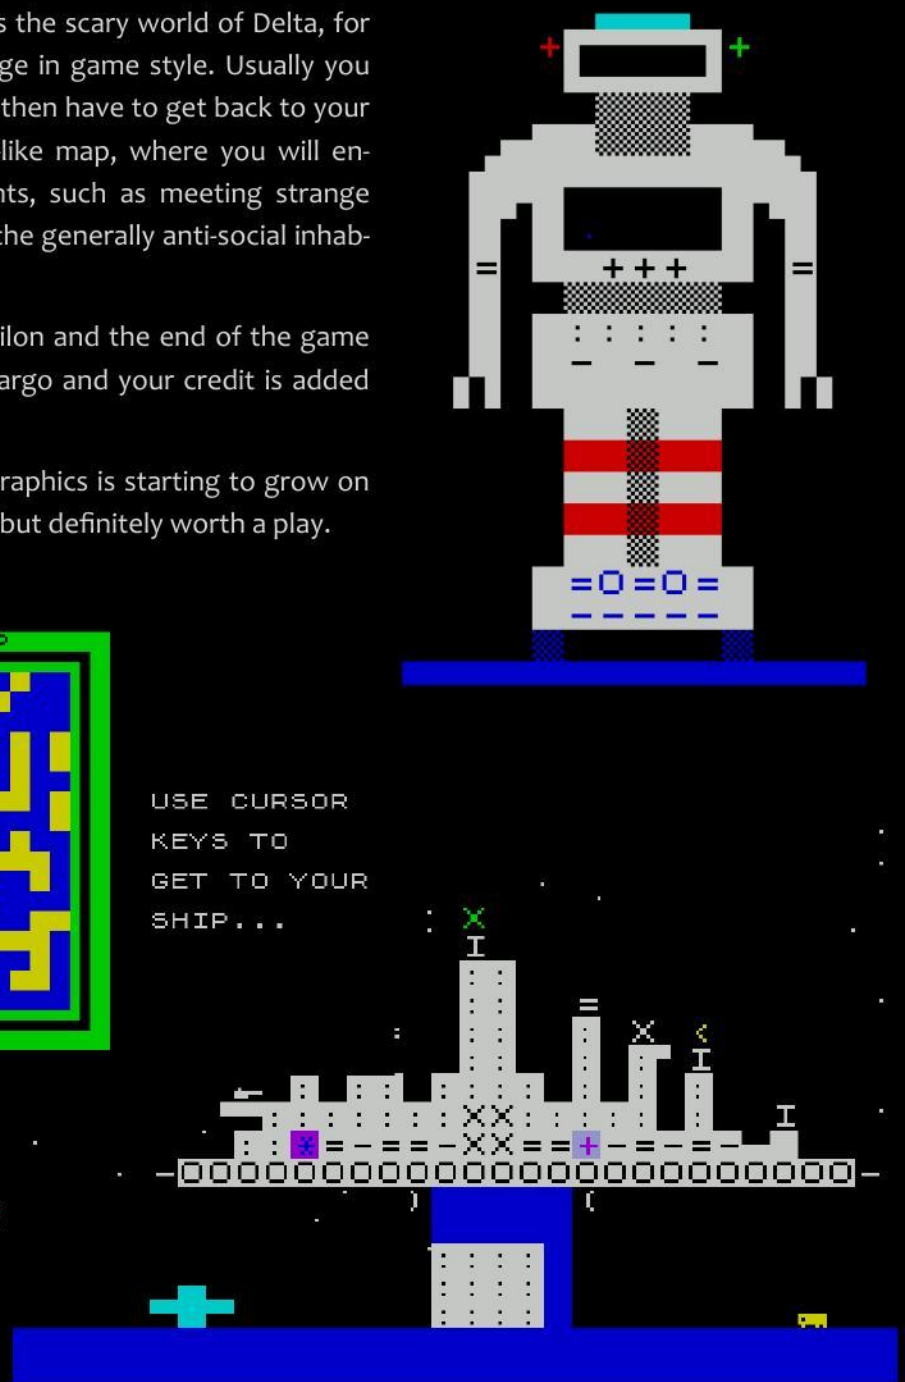 s the scary world of Delta, for
ge in game style. Usually you
then have to get back to your
like map, where you will en-
nts, such as meeting strange
the generally anti-social inhab-
ilon and the end of the game
argo and your credit is added
raphics is starting to grow on
but definitely worth a play.
USE CURSOR
KEYS TO
GET TO YOUR
SHIP...